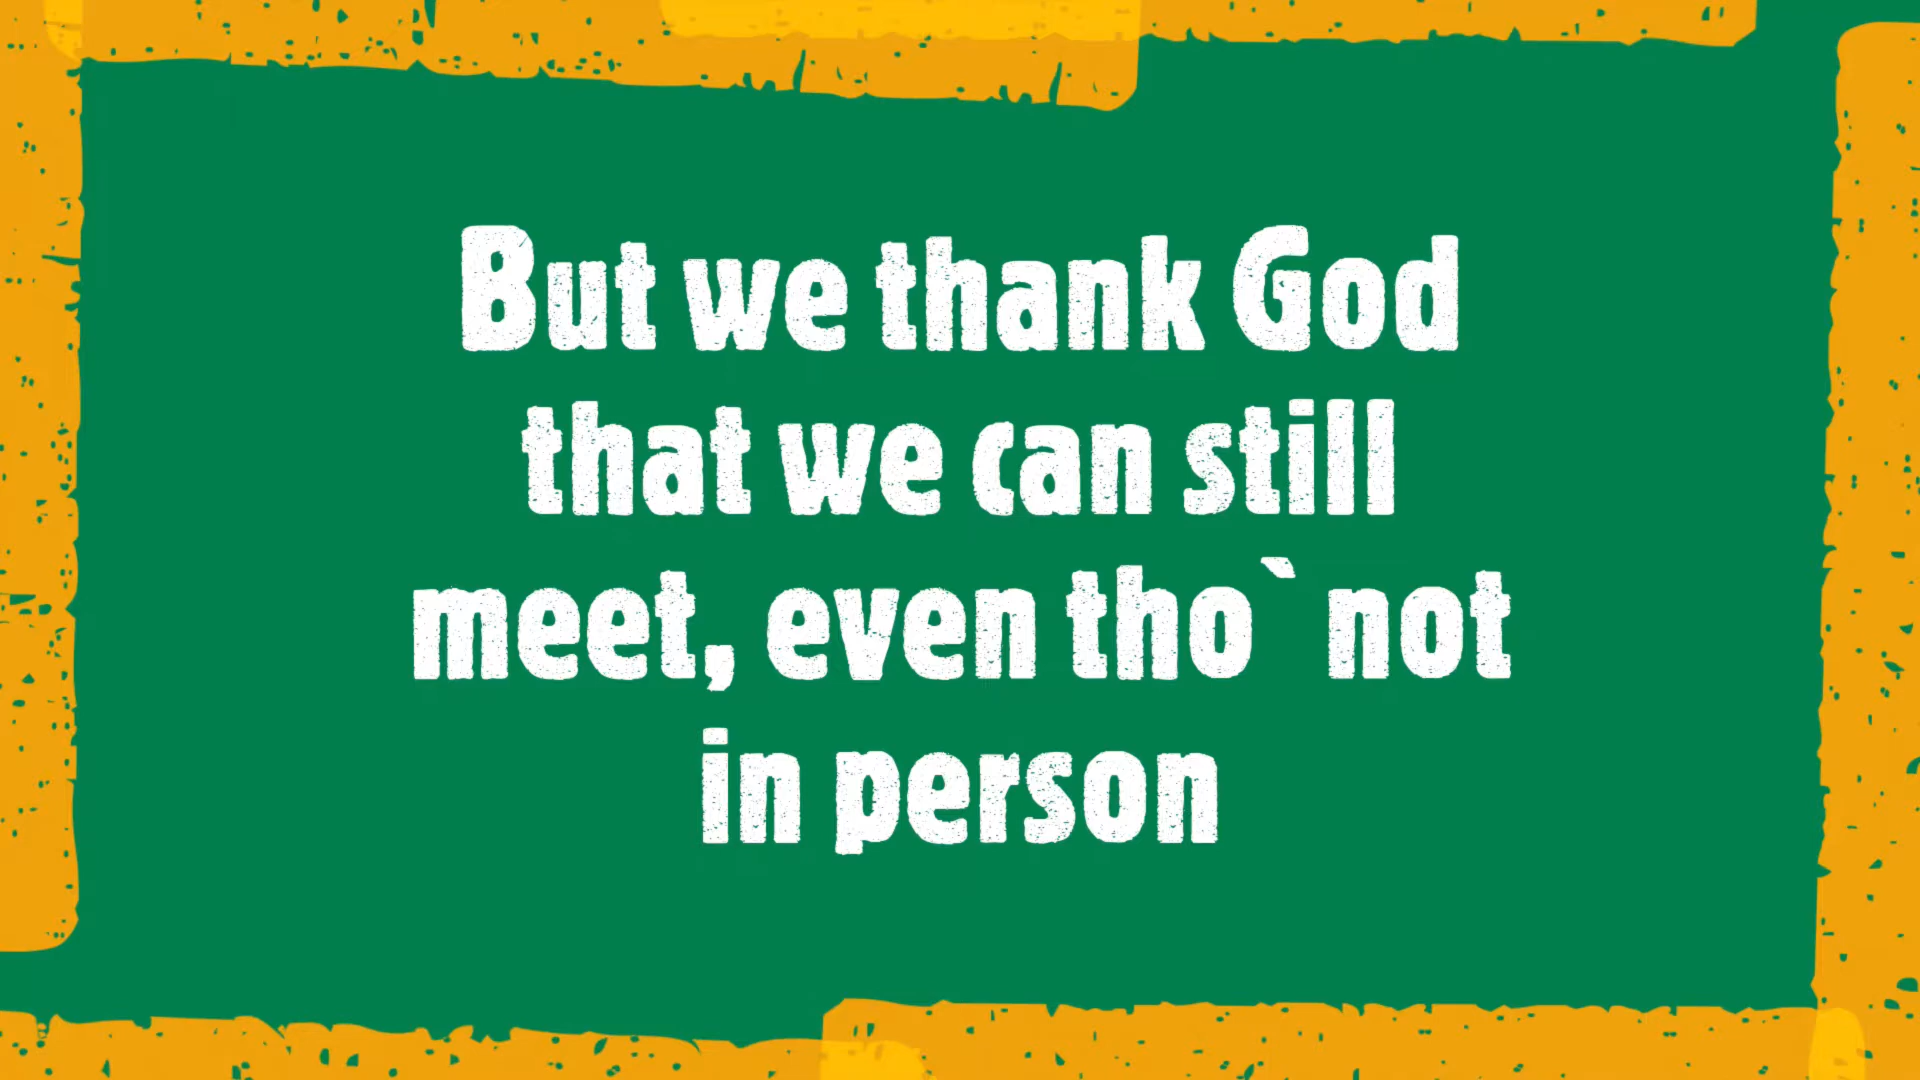 But we thank God
that we can still
meet, even tho` not
in person